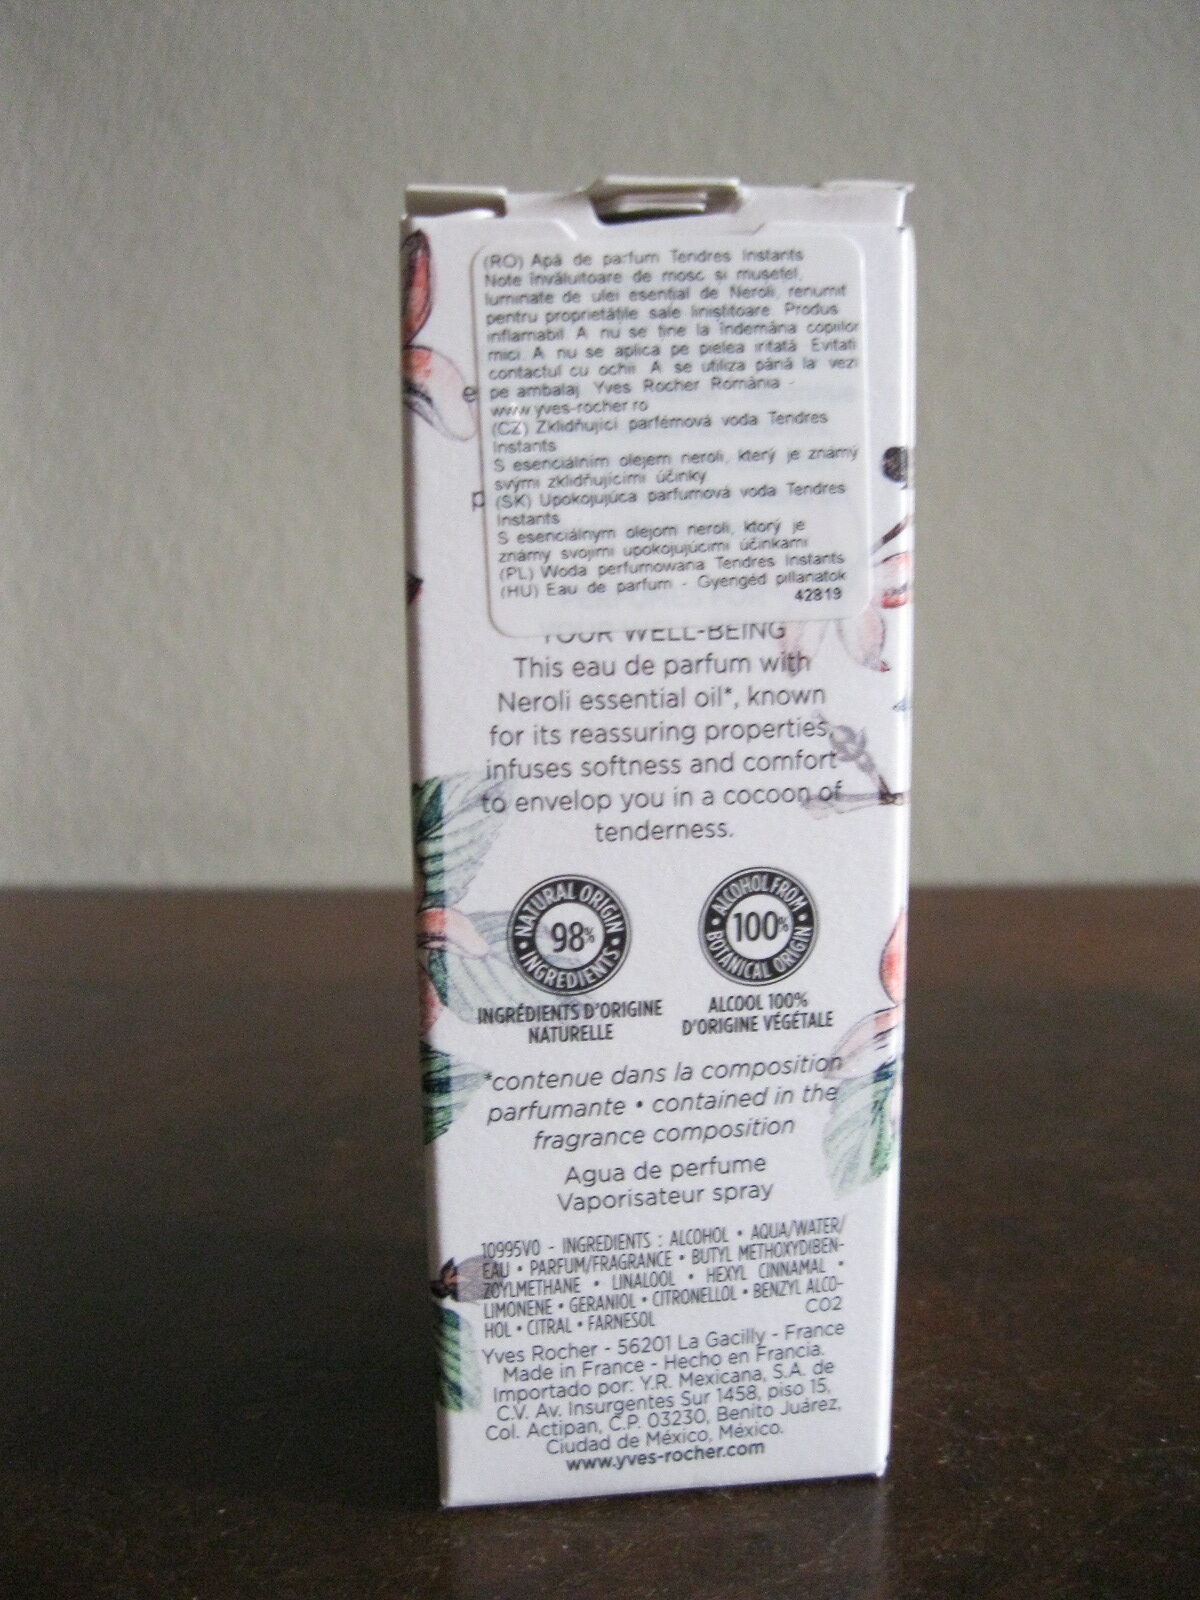 (RO) Apă de parfum Tendres Instants
Note învăluitoare de mosc si musetel,
luminate de ulei esențial de Neroli, renumit
pentru proprietățile sale linistitoare. Produs
inflamabil. A nu se ține la îndemâna copiilor
mici. A nu se aplica pe pielea iritată. Evitati
contactul cu ochii. A se utiliza până la: vezi
pe ambalaj. Yves Rocher România -
www.yves-rocher.ro
(CZ) Zklidňující parfémová voda Tendres
Instants
S esenciálním olejem neroli, který je známý
svými zklidňujícími účinky
(SK) Upokojujúca parfumová voda Tendres
Instants
S esenciálnym olejom neroli, ktorý je
známy svojimi upokojujúcimi účinkami
(PL) Woda perfumowana Tendres Instants
(HU) Eau de parfum - Gyengéd pillanatok
42819
YOUR WELL-BEING
This eau de parfum with
Neroli essential oil*, known
for its reassuring properties,
infuses softness and comfort
to envelop you in a cocoon of
tenderness.
NATURAL ORIGIN
98%
INGREDIENTS
ALCOHOL FROM
100%
BOTANICAL ORIGIN
INGRÉDIENTS D'ORIGINE
NATURELLE
ALCOOL 100%
D'ORIGINE VÉGÉTALE
*contenue dans la composition
parfumante • contained in the
fragrance composition
Agua de perfume
Vaporisateur spray
10995V0 - INGREDIENTS : ALCOHOL • AQUA/WATER/
EAU • PARFUM/FRAGRANCE • BUTYL METHOXYDIBEN-
ZOYLMETHANE • LINALOOL • HEXYL CINNAMAL •
LIMONENE • GERANIOL • CITRONELLOL • BENZYL ALCO-
HOL • CITRAL • FARNESOL
CO2
Yves Rocher - 56201 La Gacilly - France
Made in France - Hecho en Francia.
Importado por: Y.R. Mexicana, S.A. de
C.V. Av. Insurgentes Sur 1458, piso 15,
Col. Actipan, C.P. 03230, Benito Juárez,
Ciudad de México, México.
www.yves-rocher.com